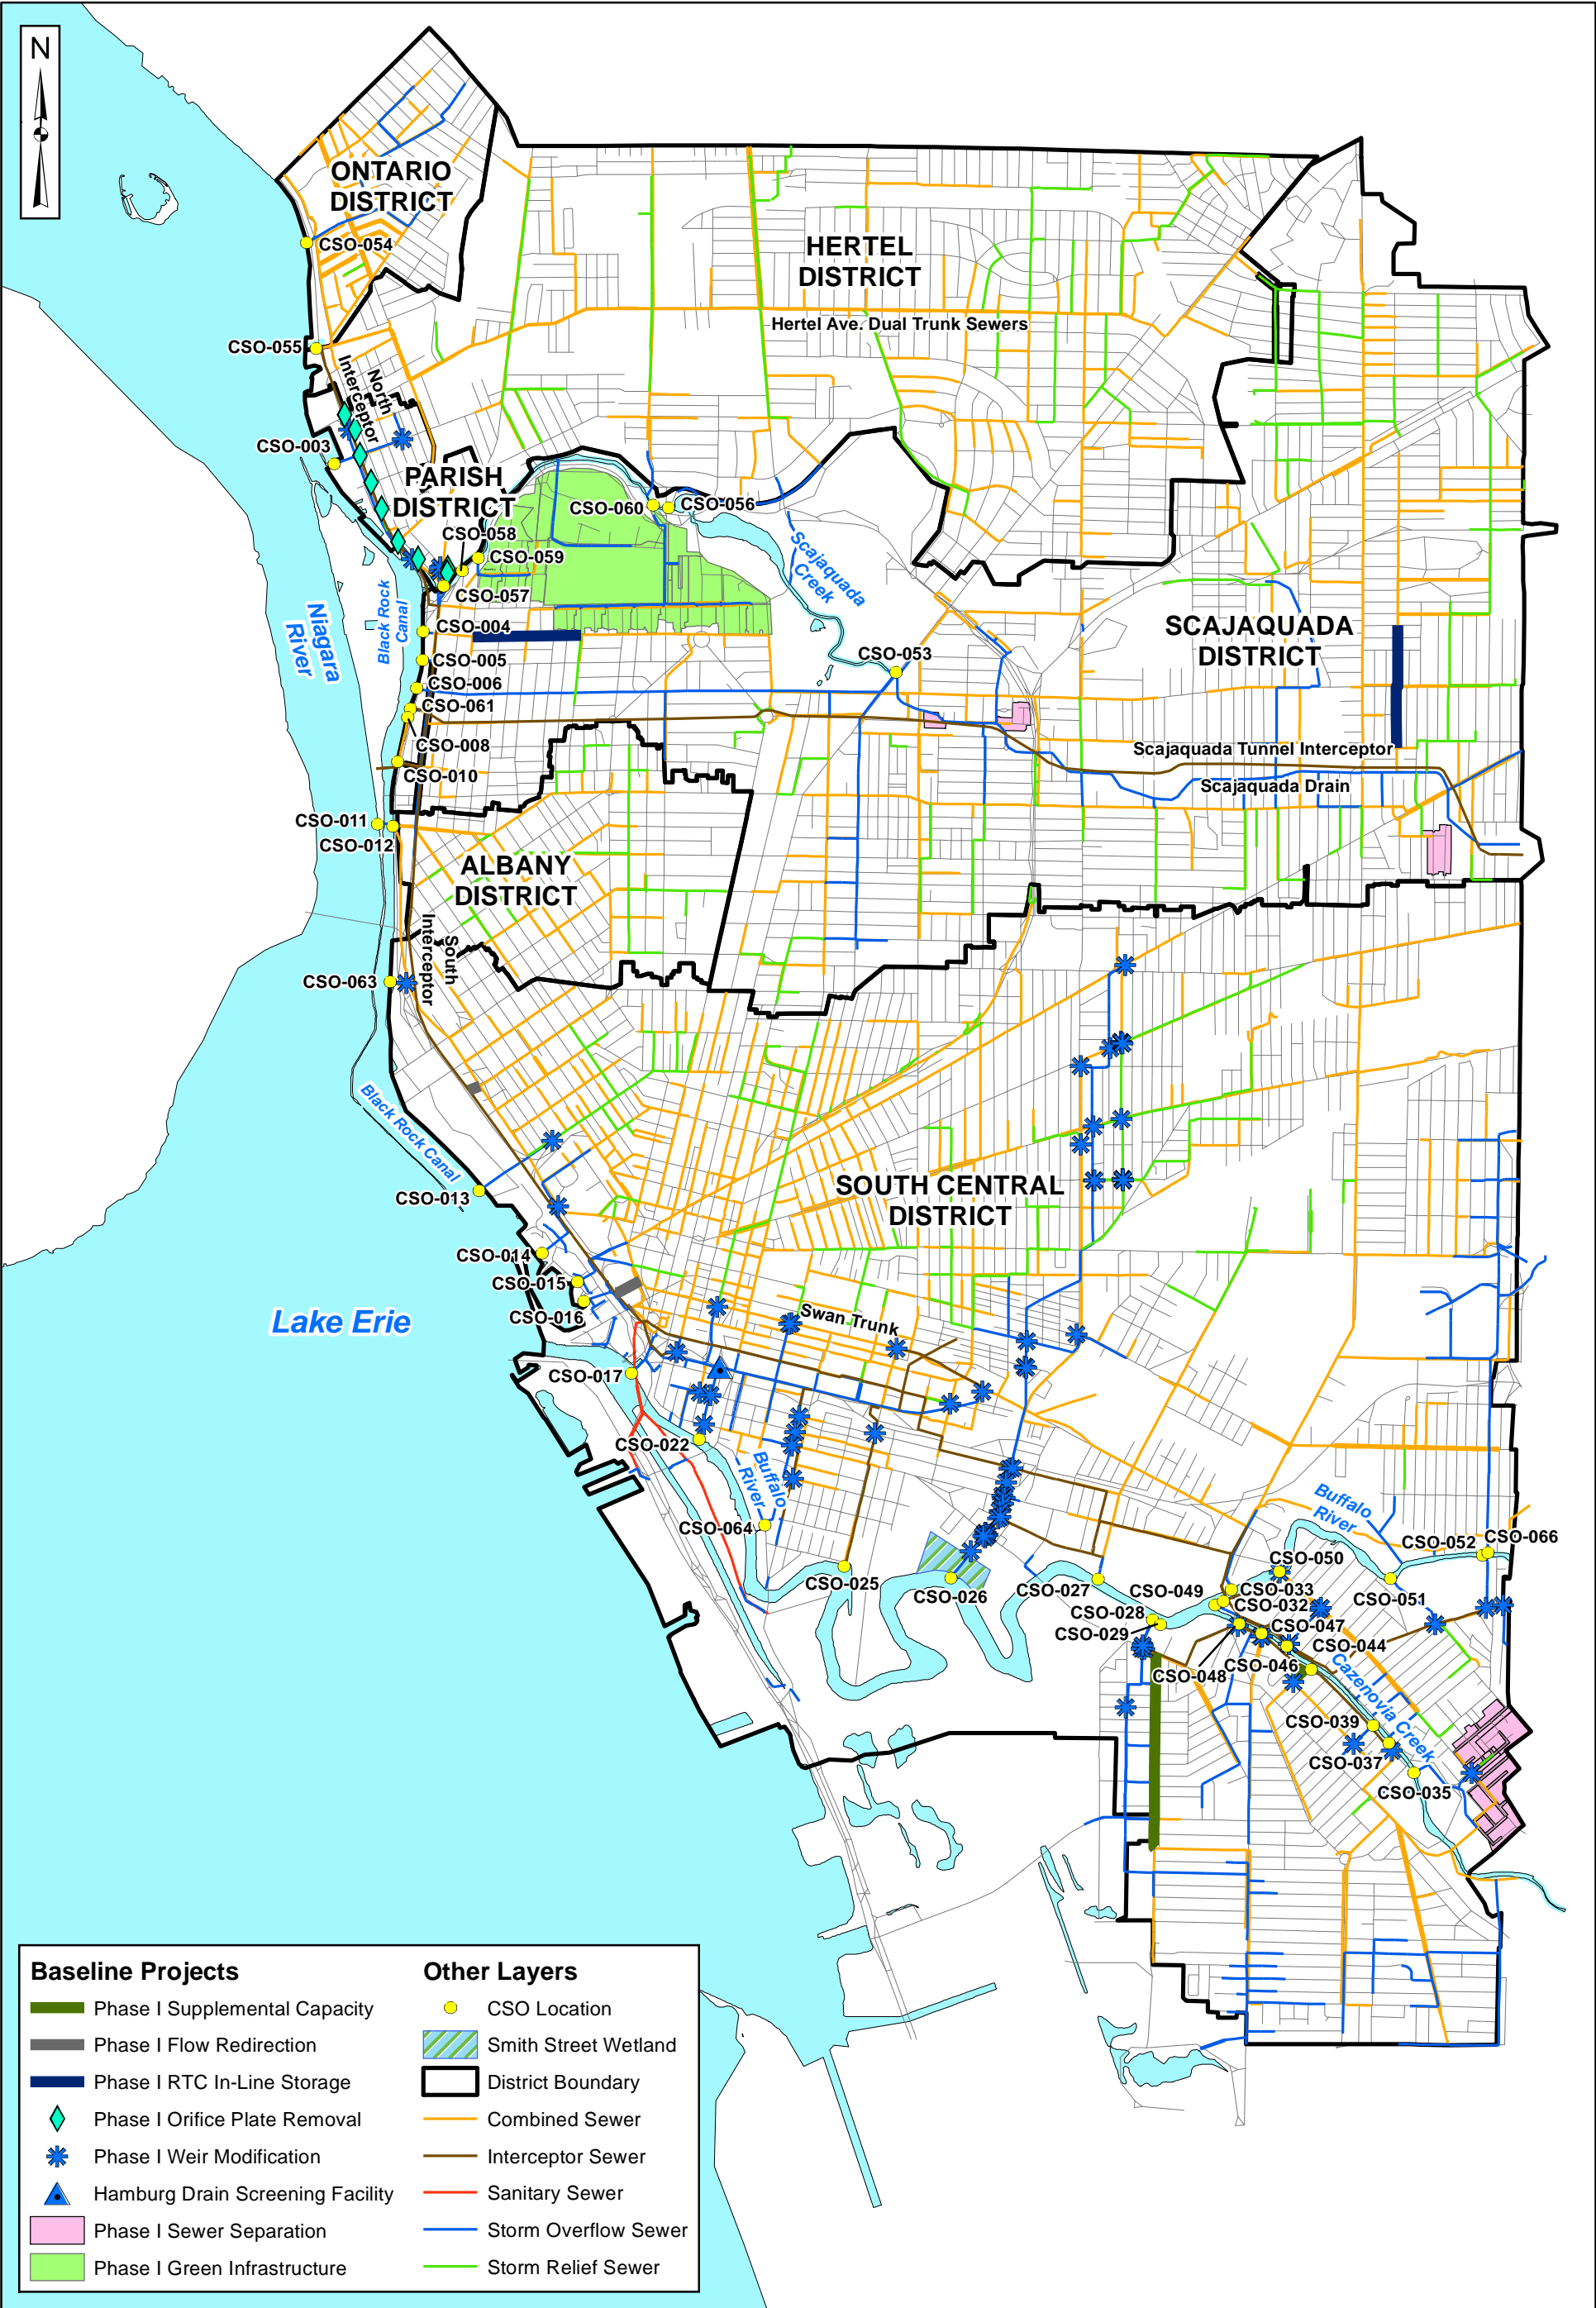 N
ONTARIO
DISTRICT
CSO-054
HERTEL
DISTRICT
Hertel Ave. Dual Trunk Sewers
CSO-055
North
Interceptor
CSO-003
PARISH
DISTRICT
CSO-060
CSO-056
CSO-058
CSO-059
CSO-057
Scajaquada
Creek
Niagara
River
Black Rock
Canal
CSO-004
CSO-005
CSO-006
CSO-061
CSO-008
CSO-010
CSO-053
SCAJAQUADA
DISTRICT
Scajaquada Tunnel Interceptor
Scajaquada Drain
CSO-011
CSO-012
ALBANY
DISTRICT
South
Interceptor
CSO-063
Black Rock Canal
CSO-013
SOUTH CENTRAL
DISTRICT
CSO-014
CSO-015
CSO-016
Lake Erie
Swan Trunk
CSO-017
CSO-022
Buffalo
River
CSO-064
CSO-025
CSO-026
CSO-027
CSO-028
CSO-029
CSO-049
CSO-033
CSO-032
CSO-050
Buffalo
River
CSO-052
CSO-066
CSO-051
CSO-047
CSO-044
CSO-048
CSO-046
Cazenovia Creek
CSO-039
CSO-037
CSO-035
Baseline Projects
Phase I Supplemental Capacity
Phase I Flow Redirection
Phase I RTC In-Line Storage
Phase I Orifice Plate Removal
Phase I Weir Modification
Hamburg Drain Screening Facility
Phase I Sewer Separation
Phase I Green Infrastructure
Other Layers
CSO Location
Smith Street Wetland
District Boundary
Combined Sewer
Interceptor Sewer
Sanitary Sewer
Storm Overflow Sewer
Storm Relief Sewer